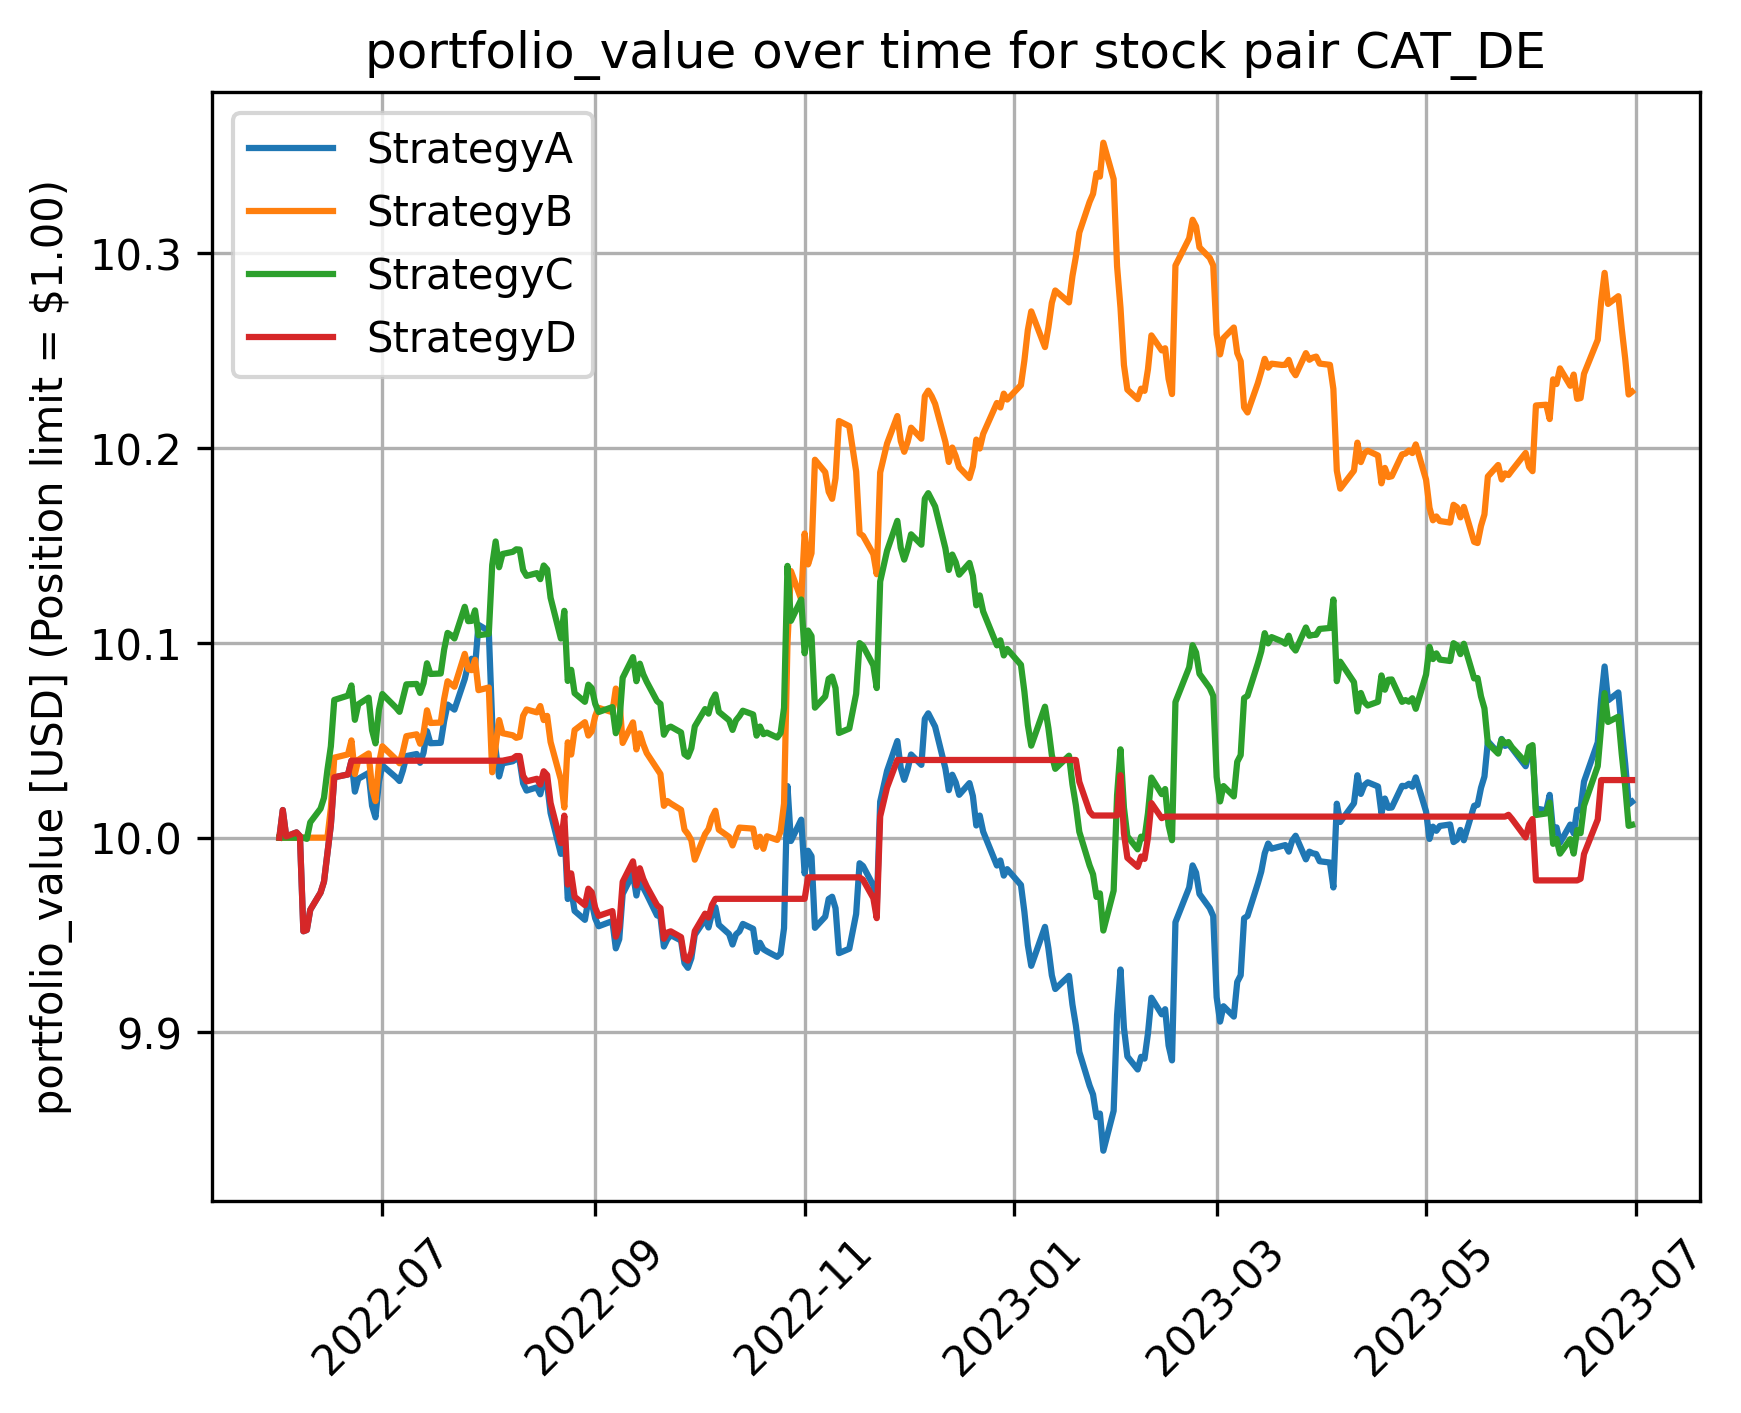 portfolio_value over time for stock pair CAT_DE
StrategyA
StrategyB
StrategyC
StrategyD
portfolio_value [USD] (Position limit = $1.00)
10.3
10.2
10.1
10.0
9.9
2022-07
2022-09
2022-11
2023-01
2023-03
2023-05
2023-07